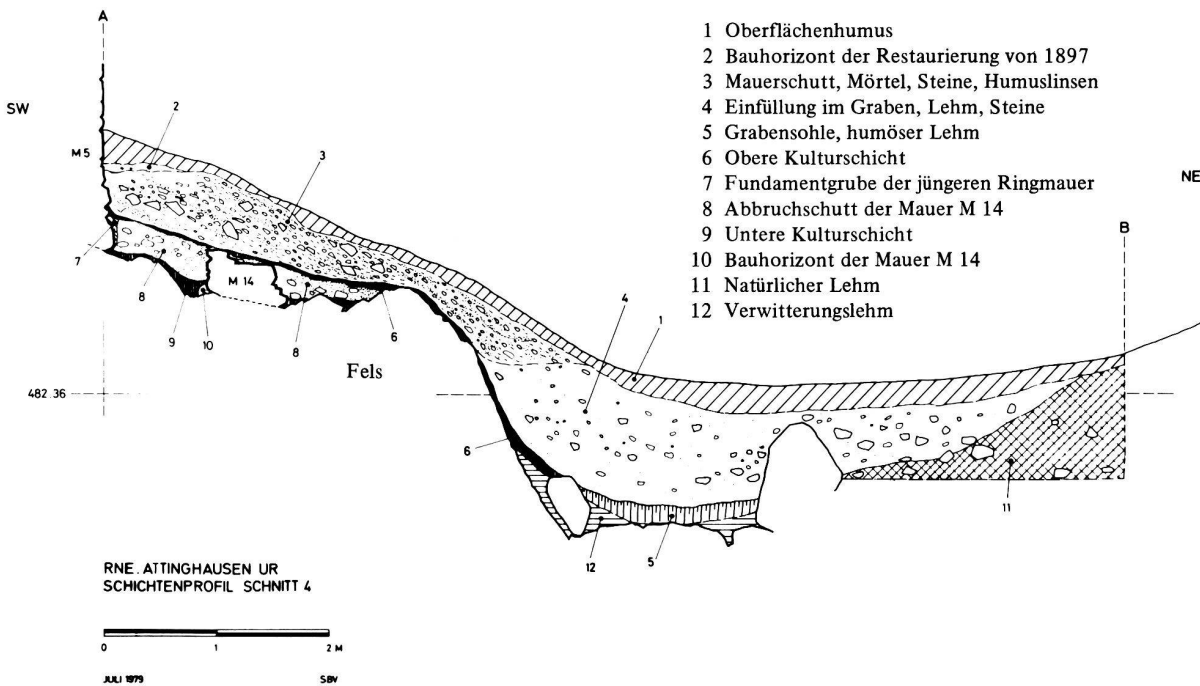 A
SW
1 Oberflächenhumus
2 Bauhorizont der Restaurierung von 1897
3 Mauerschutt, Mörtel, Steine, Humuslinsen
4 Einfüllung im Graben, Lehm, Steine
5 Grabensohle, humöser Lehm
6 Obere Kulturschicht
7 Fundamentgrube der jüngeren Ringmauer
8 Abbruchschutt der Mauer M 14
9 Untere Kulturschicht
10 Bauhorizont der Mauer M 14
11 Natürlicher Lehm
12 Verwitterungslehm
NE
B
2
M 5
3
7
8
M 14
4
1
9
10
8
6
Fels
482.36
6
11
12
5
RNE. ATTINGHAUSEN UR
SCHICHTENPROFIL SCHNITT 4
0 1 2 M
JULI 1979 SBV